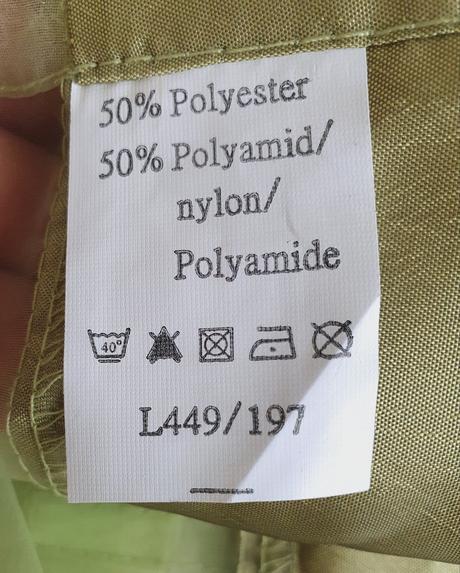 50% Polyester
50% Polyamid/
nylon/
Polyamide
40°
L449/197